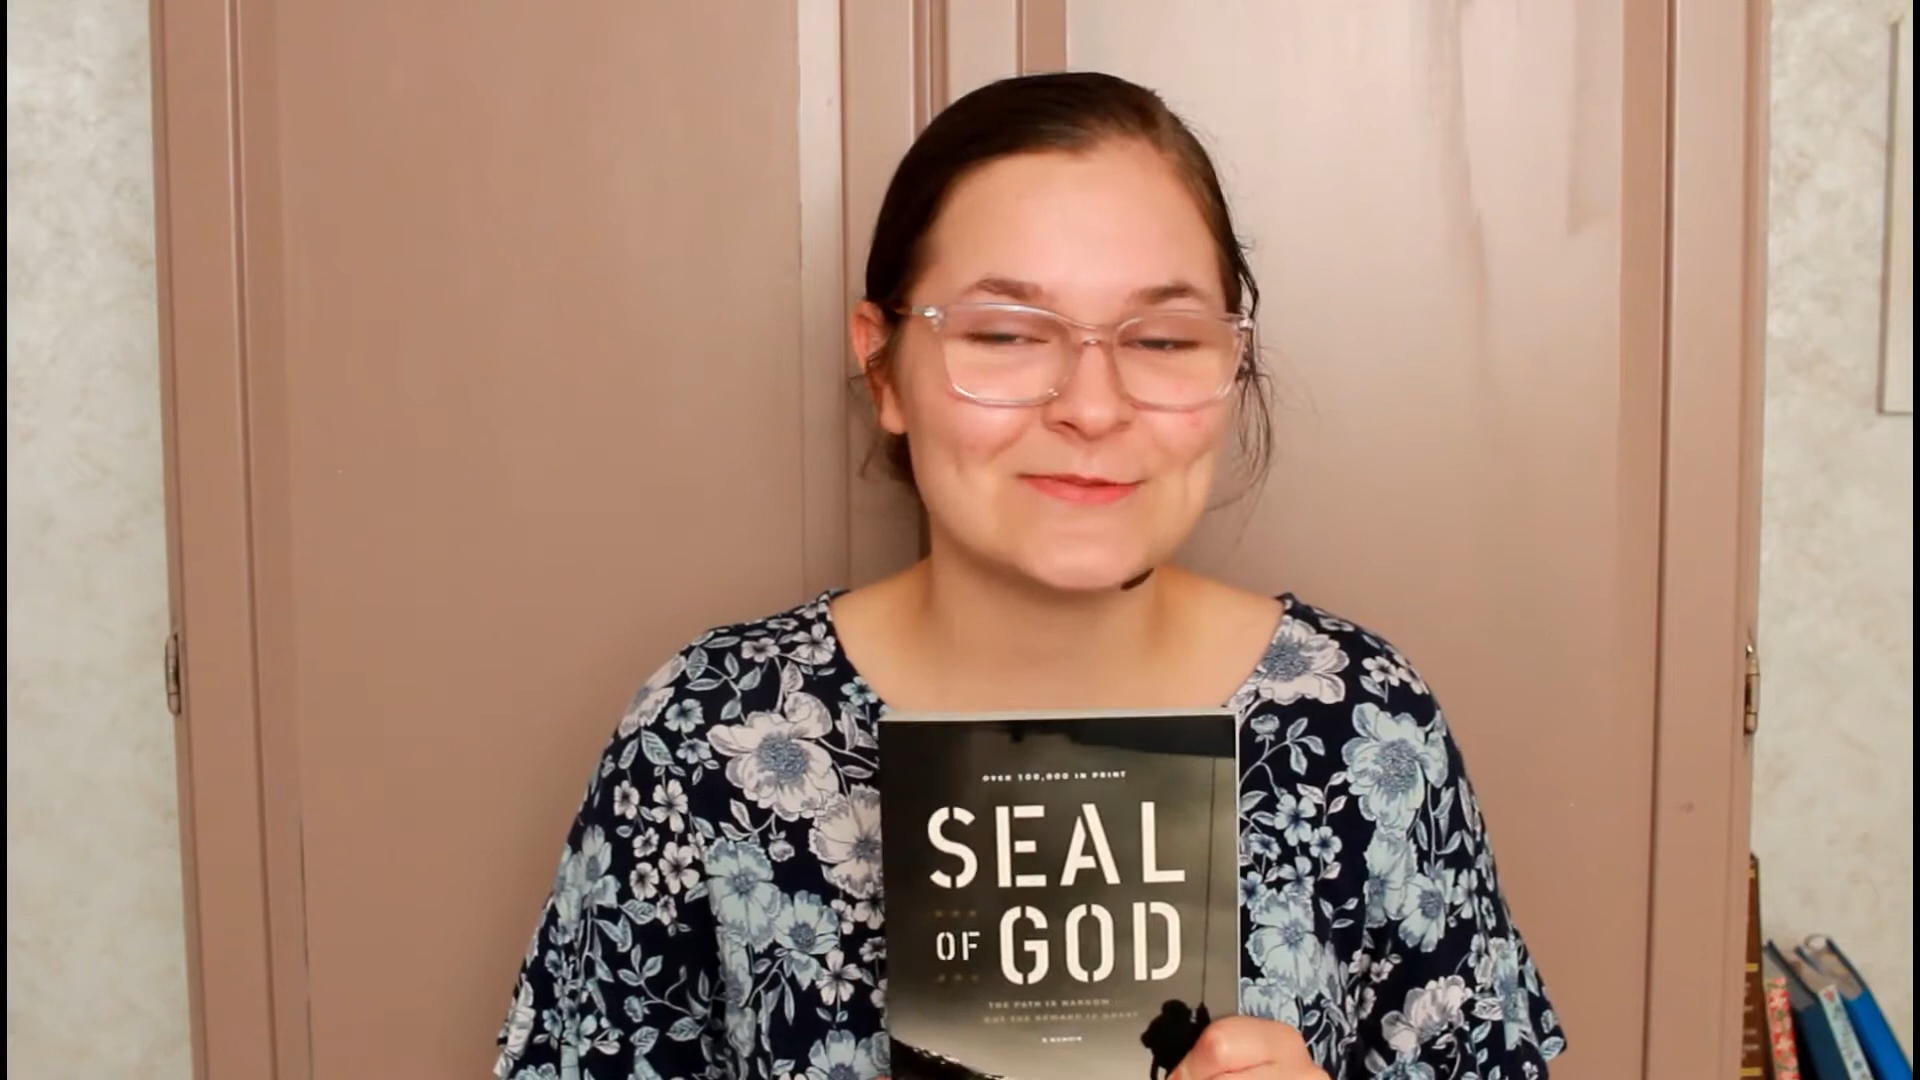 OVER 100,000 IN PRINT
SEAL
OF GOD
THE PATH IS NARROW
BUT THE REWARD IS GREAT
A MEMOIR